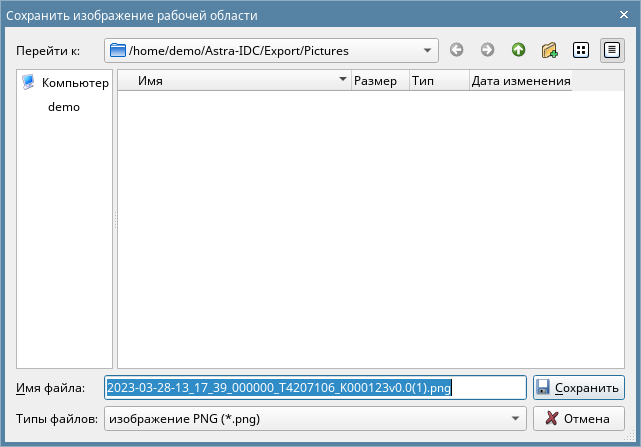 Сохранить изображение рабочей области
Перейти к: /home/demo/Astra-IDC/Export/Pictures
Компьютер
demo
Имя Размер Тип Дата изменения
Имя файла: 2023-03-28-13_17_39_000000_T4207106_K000123v0.0(1).png Сохранить
Типы файлов: изображение PNG (*.png) Отмена